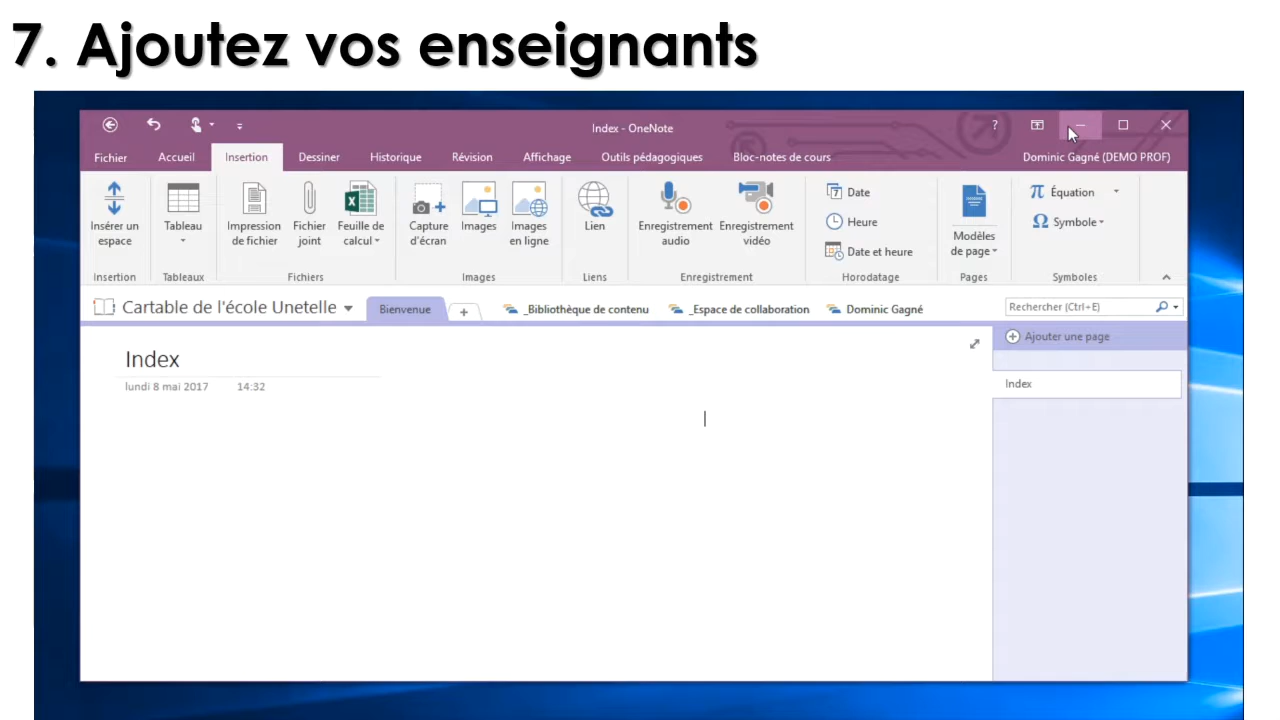 7. Ajoutez vos enseignants
Index - OneNote
?
Fichier Accueil Insertion Dessiner Historique Révision Affichage Outils pédagogiques Bloc-notes de cours Dominic Gagné (DEMO PROF)
Insérer un espace
Tableau
Impression de fichier
Fichier joint
Feuille de calcul
Capture d'écran
Images
Images en ligne
Lien
Enregistrement audio
Enregistrement vidéo
Date
Heure
Date et heure
Modèles de page
π Équation
Ω Symbole
Insertion Tableaux Fichiers Images Liens Enregistrement Horodatage Pages Symboles
Cartable de l'école Unetelle Bienvenue + _Bibliothèque de contenu _Espace de collaboration Dominic Gagné Rechercher (Ctrl+E)
Ajouter une page
Index
lundi 8 mai 2017 14:32
Index